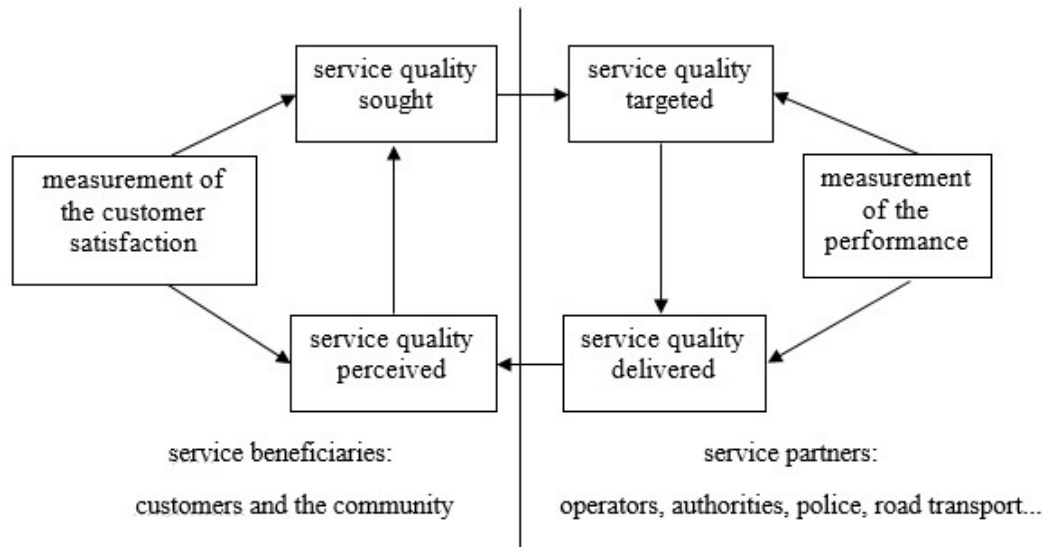 service quality
sought
service quality
targeted
measurement of
the customer
satisfaction
measurement
of the
performance
service quality
perceived
service quality
delivered
service beneficiaries:
customers and the community
service partners:
operators, authorities, police, road transport...